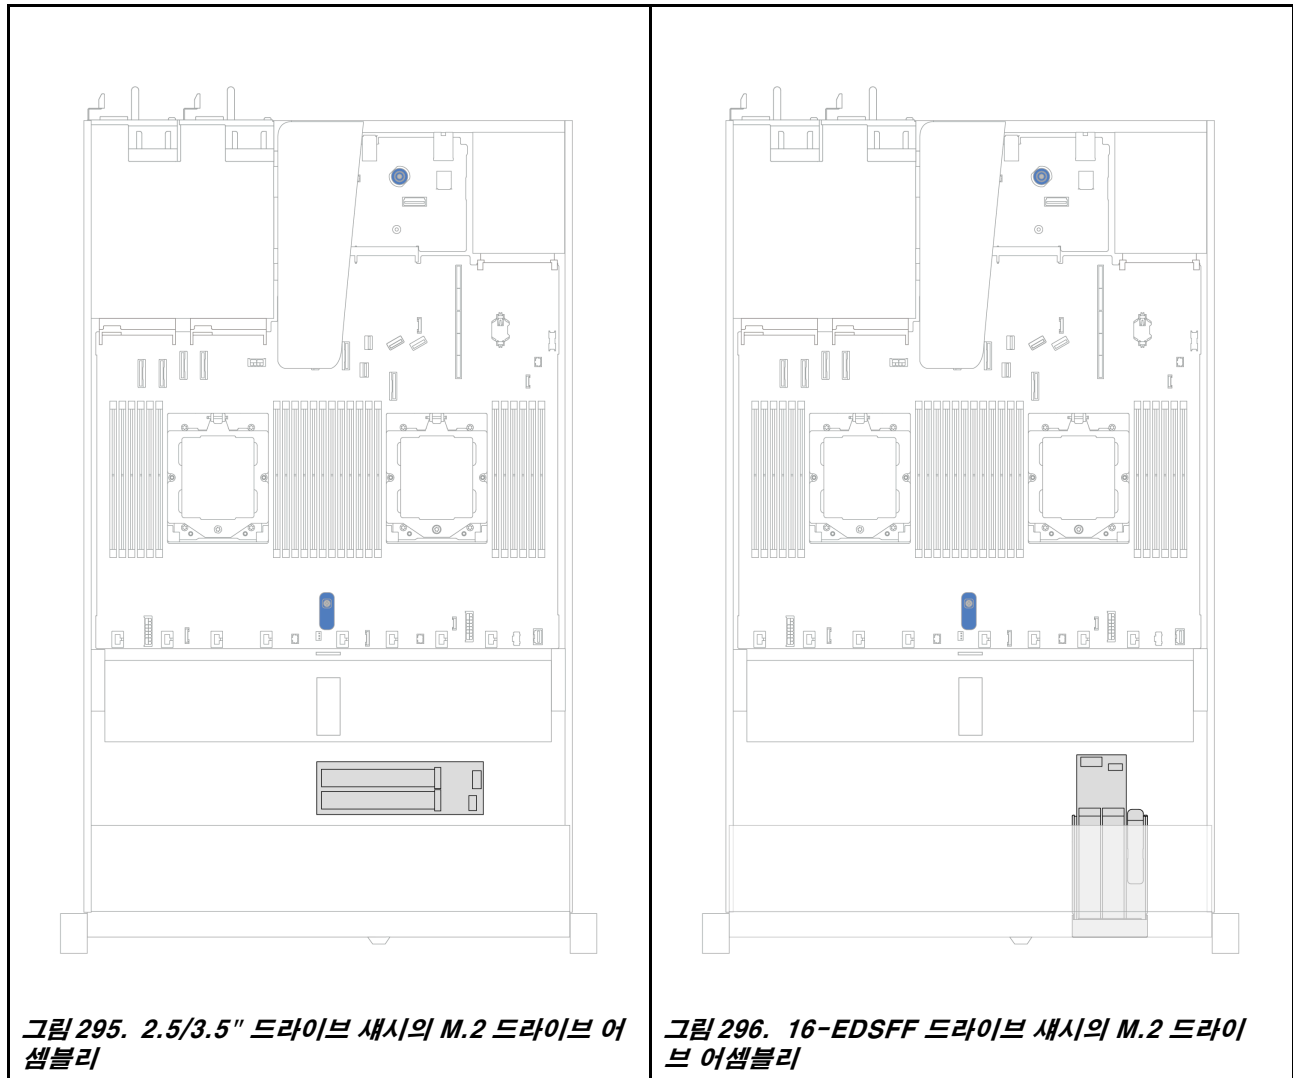 그림 295. 2.5/3.5" 드라이브 섀시의 M.2 드라이브 어
셈블리
그림 296. 16-EDSFF 드라이브 섀시의 M.2 드라이
브 어셈블리